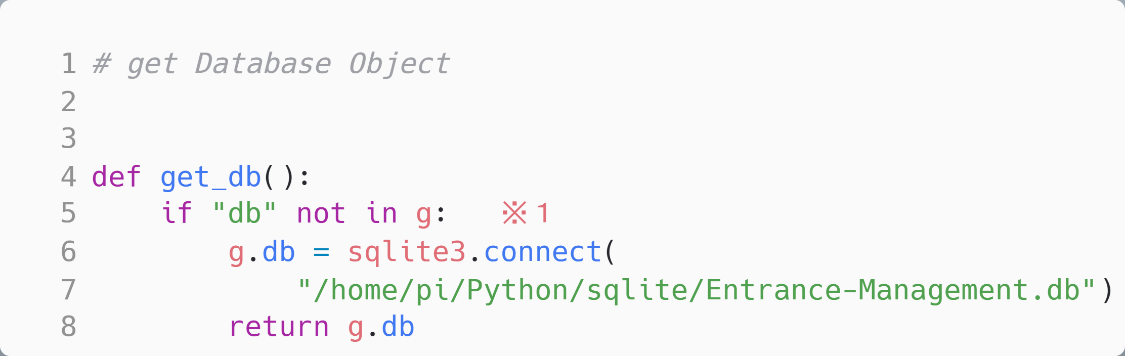 1 # get Database Object
2
3
4 def get_db():
5     if "db" not in g:   ※1
6         g.db = sqlite3.connect(
7             "/home/pi/Python/sqlite/Entrance-Management.db")
8         return g.db